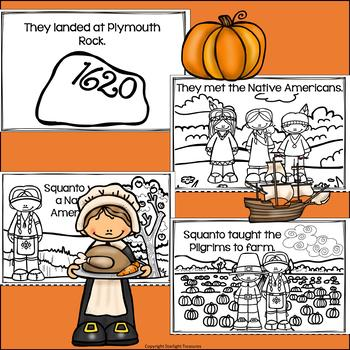 They landed at Plymouth
Rock.
1620
They met the Native Americans.
Squanto
a Na
Amer
Squanto taught the
Pilgrims to farm.
Copyright Starlight Treasures